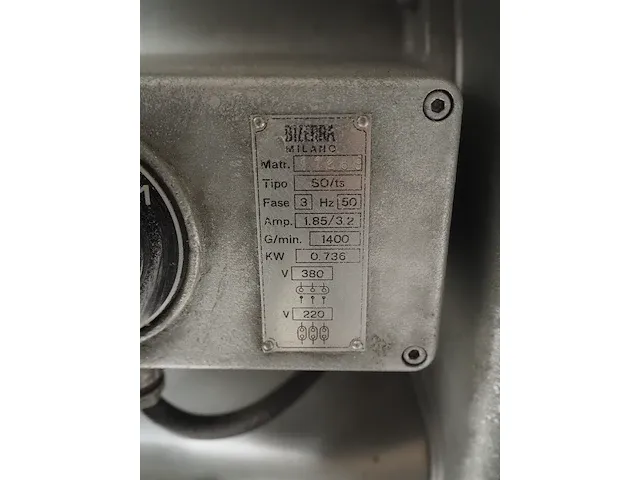 BIZERBA
MILANO
Matr.
Tipo 50/ts
Fase 3 Hz 50
Amp. 1.85/3.2
G/min. 1400
KW 0.736
V 380
V 220
1